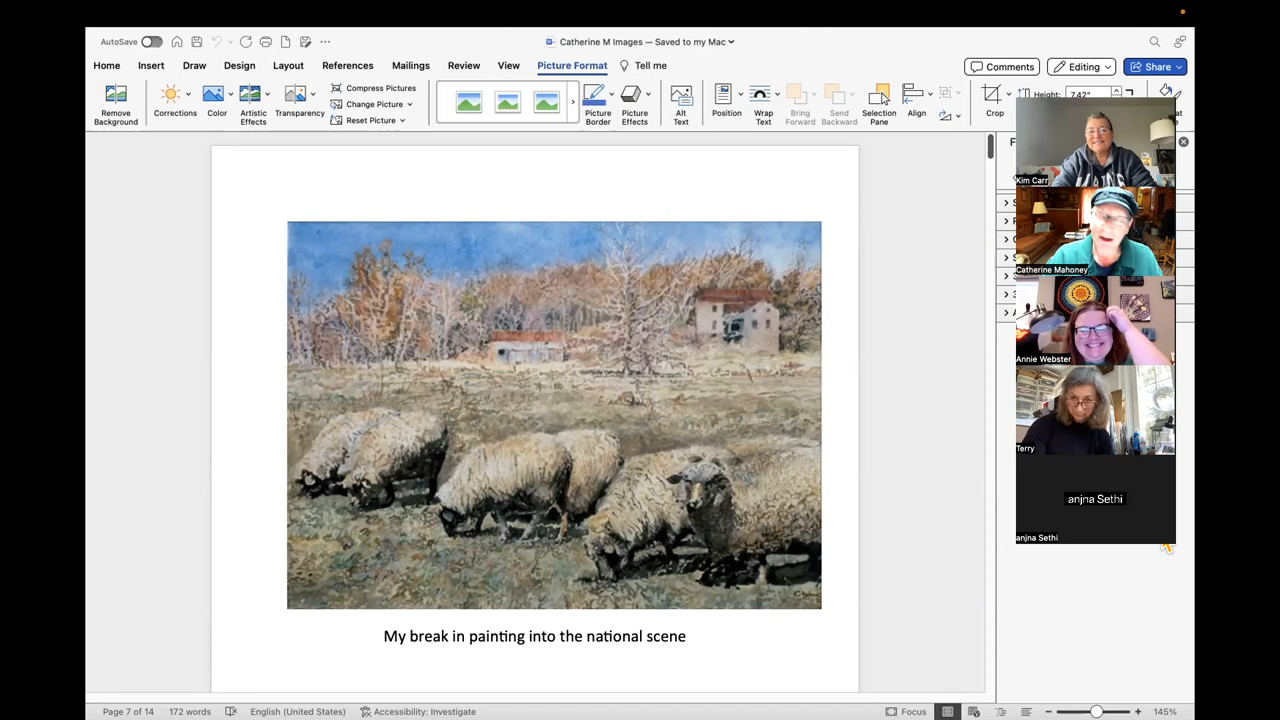 AutoSave
Catherine M Images — Saved to my Mac
Home Insert Draw Design Layout References Mailings Review View Picture Format Tell me
Comments Editing Share
Remove Background
Corrections
Color
Artistic Effects
Transparency
Compress Pictures
Change Picture
Reset Picture
Picture Border
Picture Effects
Alt Text
Position
Wrap Text
Bring Forward
Send Backward
Selection Pane
Align
Crop
Height: 7.42"
Kim Carr
Catherine Mahoney
Annie Webster
Terry
anjna Sethi
anjna Sethi
My break in painting into the national scene
Page 7 of 14 172 words English (United States) Accessibility: Investigate Focus 145%